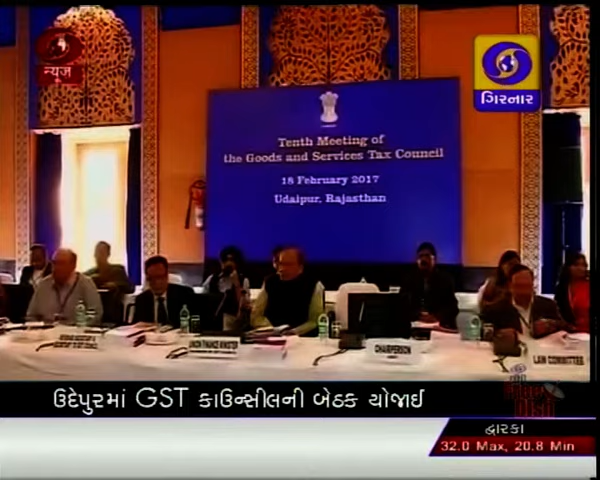 न्यूज़
ગિરનાર
Tenth Meeting of
the Goods and Services Tax Council
18 February 2017
Udaipur, Rajasthan
UNION FINANCE MINISTER
CHAIRPERSON
LAW COMMITTEE
ઉદેપુરમાં GST કાઉન્સીલની બેઠક યોજાઈ
દ્વારકા
32.0 Max, 20.8 Min